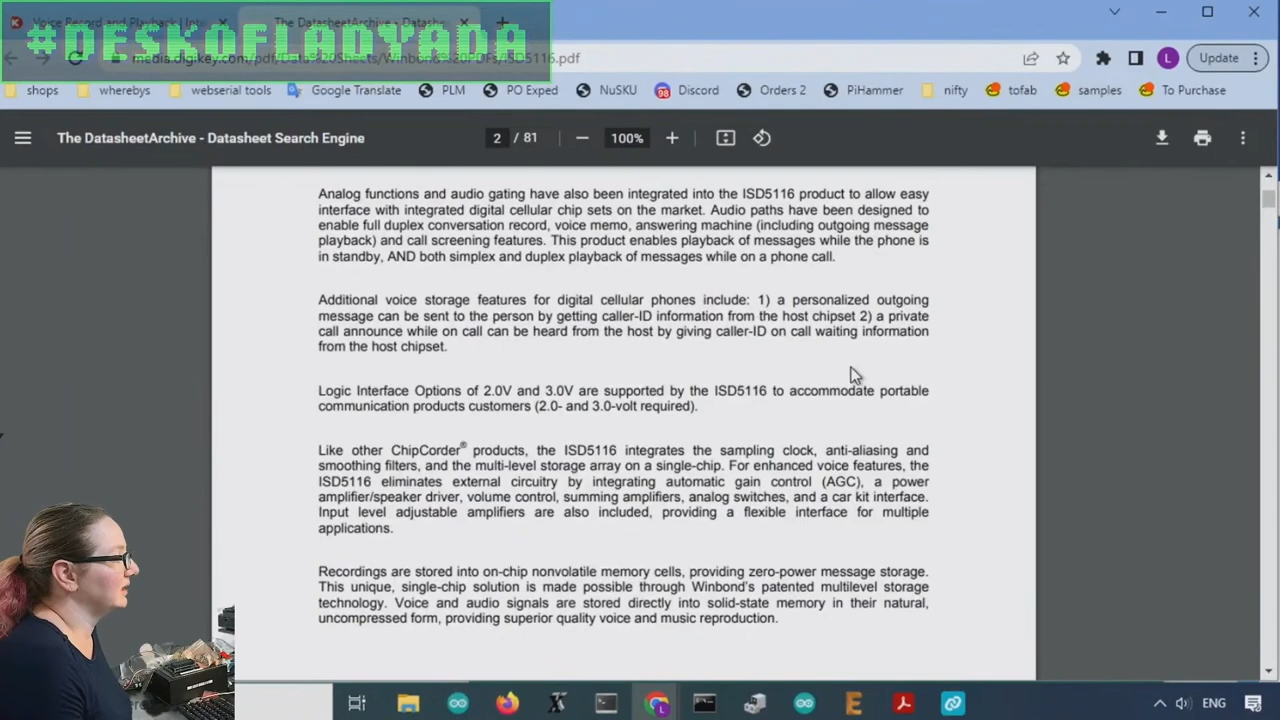 #DESKOFLADYADA
Voice Record and Playback | Inte
The DatasheetArchive - Datashe
media.digikey.com/pdf/Data%20Sheets/Winbond%20PDFs/ISD5116.pdf
L
Update
shops
whereby
webserial tools
Google Translate
PLM
PO Exped
NuSKU
98
Discord
Orders 2
PiHammer
nifty
tofab
samples
To Purchase
The DatasheetArchive - Datasheet Search Engine
2 / 81
100%
Analog functions and audio gating have also been integrated into the ISD5116 product to allow easy
interface with integrated digital cellular chip sets on the market. Audio paths have been designed to
enable full duplex conversation record, voice memo, answering machine (including outgoing message
playback) and call screening features. This product enables playback of messages while the phone is
in standby, AND both simplex and duplex playback of messages while on a phone call.
Additional voice storage features for digital cellular phones include: 1) a personalized outgoing
message can be sent to the person by getting caller-ID information from the host chipset 2) a private
call announce while on call can be heard from the host by giving caller-ID on call waiting information
from the host chipset.
Logic Interface Options of 2.0V and 3.0V are supported by the ISD5116 to accommodate portable
communication products customers (2.0- and 3.0-volt required).
Like other ChipCorder® products, the ISD5116 integrates the sampling clock, anti-aliasing and
smoothing filters, and the multi-level storage array on a single-chip. For enhanced voice features, the
ISD5116 eliminates external circuitry by integrating automatic gain control (AGC), a power
amplifier/speaker driver, volume control, summing amplifiers, analog switches, and a car kit interface.
Input level adjustable amplifiers are also included, providing a flexible interface for multiple
applications.
Recordings are stored into on-chip nonvolatile memory cells, providing zero-power message storage.
This unique, single-chip solution is made possible through Winbond's patented multilevel storage
technology. Voice and audio signals are stored directly into solid-state memory in their natural,
uncompressed form, providing superior quality voice and music reproduction.
ENG